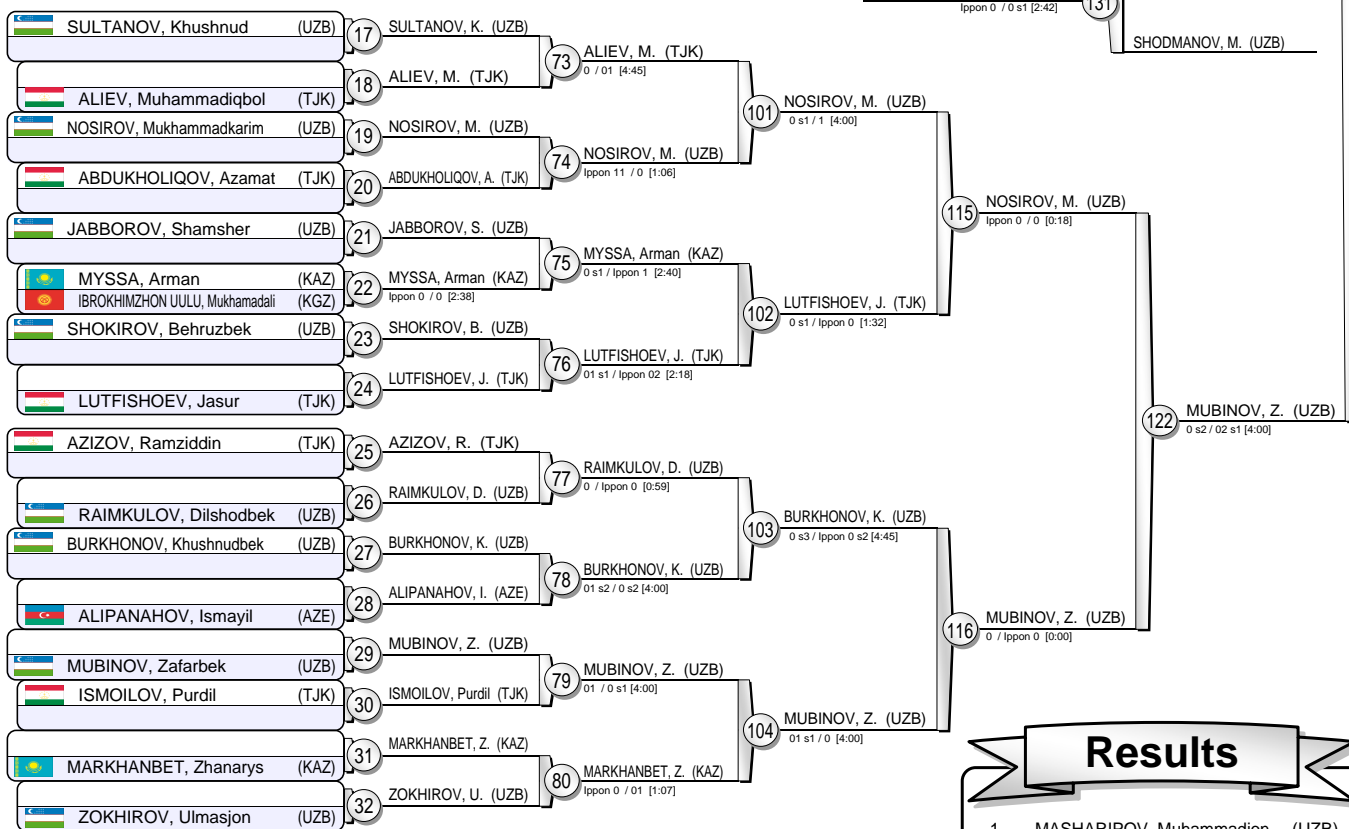 Ippon 0 / 0 s1 [2:42]
131
SHODMANOV, M. (UZB)
SULTANOV, Khushnud (UZB)
17
SULTANOV, K. (UZB)
73
ALIEV, M. (TJK)
0 / 01 [4:45]
ALIEV, Muhammadiqbol (TJK)
18
ALIEV, M. (TJK)
101
NOSIROV, M. (UZB)
0 s1 / 1 [4:00]
NOSIROV, Mukhammadkarim (UZB)
19
NOSIROV, M. (UZB)
74
NOSIROV, M. (UZB)
Ippon 11 / 0 [1:06]
ABDUKHOLIQOV, Azamat (TJK)
20
ABDUKHOLIQOV, A. (TJK)
115
NOSIROV, M. (UZB)
Ippon 0 / 0 [0:18]
JABBOROV, Shamsher (UZB)
21
JABBOROV, S. (UZB)
75
MYSSA, Arman (KAZ)
0 s1 / Ippon 1 [2:40]
MYSSA, Arman (KAZ)
IBROKHIMZHON UULU, Mukhamadali (KGZ)
22
MYSSA, Arman (KAZ)
Ippon 0 / 0 [2:38]
102
LUTFISHOEV, J. (TJK)
0 s1 / Ippon 0 [1:32]
SHOKIROV, Behruzbek (UZB)
23
SHOKIROV, B. (UZB)
76
LUTFISHOEV, J. (TJK)
01 s1 / Ippon 02 [2:18]
LUTFISHOEV, Jasur (TJK)
24
LUTFISHOEV, J. (TJK)
122
MUBINOV, Z. (UZB)
0 s2 / 02 s1 [4:00]
AZIZOV, Ramziddin (TJK)
25
AZIZOV, R. (TJK)
77
RAIMKULOV, D. (UZB)
0 / Ippon 0 [0:59]
RAIMKULOV, Dilshodbek (UZB)
26
RAIMKULOV, D. (UZB)
103
BURKHONOV, K. (UZB)
0 s3 / Ippon 0 s2 [4:45]
BURKHONOV, Khushnudbek (UZB)
27
BURKHONOV, K. (UZB)
78
BURKHONOV, K. (UZB)
01 s2 / 0 s2 [4:00]
ALIPANAHOV, Ismayil (AZE)
28
ALIPANAHOV, I. (AZE)
116
MUBINOV, Z. (UZB)
0 / Ippon 0 [0:00]
MUBINOV, Zafarbek (UZB)
29
MUBINOV, Z. (UZB)
79
MUBINOV, Z. (UZB)
01 / 0 s1 [4:00]
ISMOILOV, Purdil (TJK)
30
ISMOILOV, Purdil (TJK)
104
MUBINOV, Z. (UZB)
01 s1 / 0 [4:00]
MARKHANBET, Zhanarys (KAZ)
31
MARKHANBET, Z. (KAZ)
80
MARKHANBET, Z. (KAZ)
Ippon 0 / 01 [1:07]
ZOKHIROV, Ulmasjon (UZB)
32
ZOKHIROV, U. (UZB)
Results
1 MASHARIPOV, Muhammadjon (UZB)